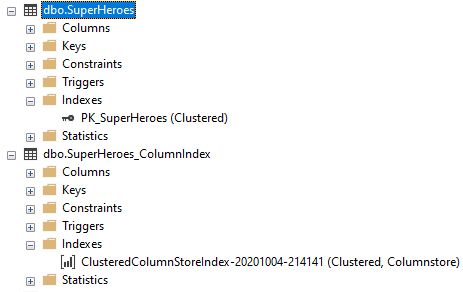 dbo.SuperHeroes
Columns
Keys
Constraints
Triggers
Indexes
PK_SuperHeroes (Clustered)
Statistics
dbo.SuperHeroes_ColumnIndex
Columns
Keys
Constraints
Triggers
Indexes
ClusteredColumnStoreIndex-20201004-214141 (Clustered, Columnstore)
Statistics